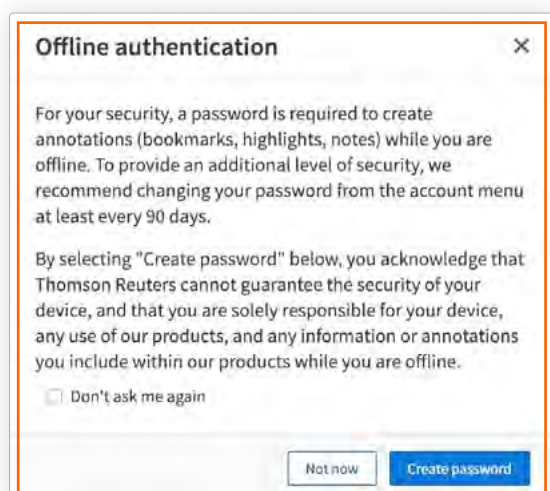 Offline authentication ×
For your security, a password is required to create
annotations (bookmarks, highlights, notes) while you are
offline. To provide an additional level of security, we
recommend changing your password from the account menu
at least every 90 days.
By selecting "Create password" below, you acknowledge that
Thomson Reuters cannot guarantee the security of your
device, and that you are solely responsible for your device,
any use of our products, and any information or annotations
you include within our products while you are offline.
Don't ask me again
Not now Create password